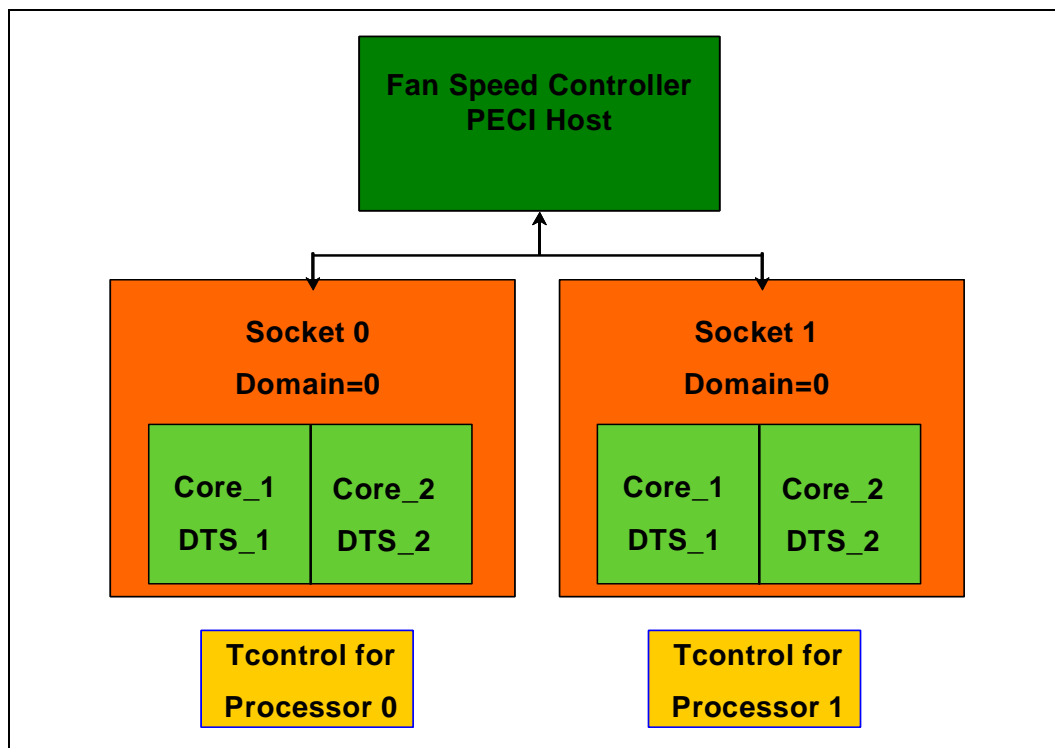 Fan Speed Controller
PECI Host
Socket 0
Domain=0
Core_1
DTS_1
Core_2
DTS_2
Tcontrol for
Processor 0
Socket 1
Domain=0
Core_1
DTS_1
Core_2
DTS_2
Tcontrol for
Processor 1